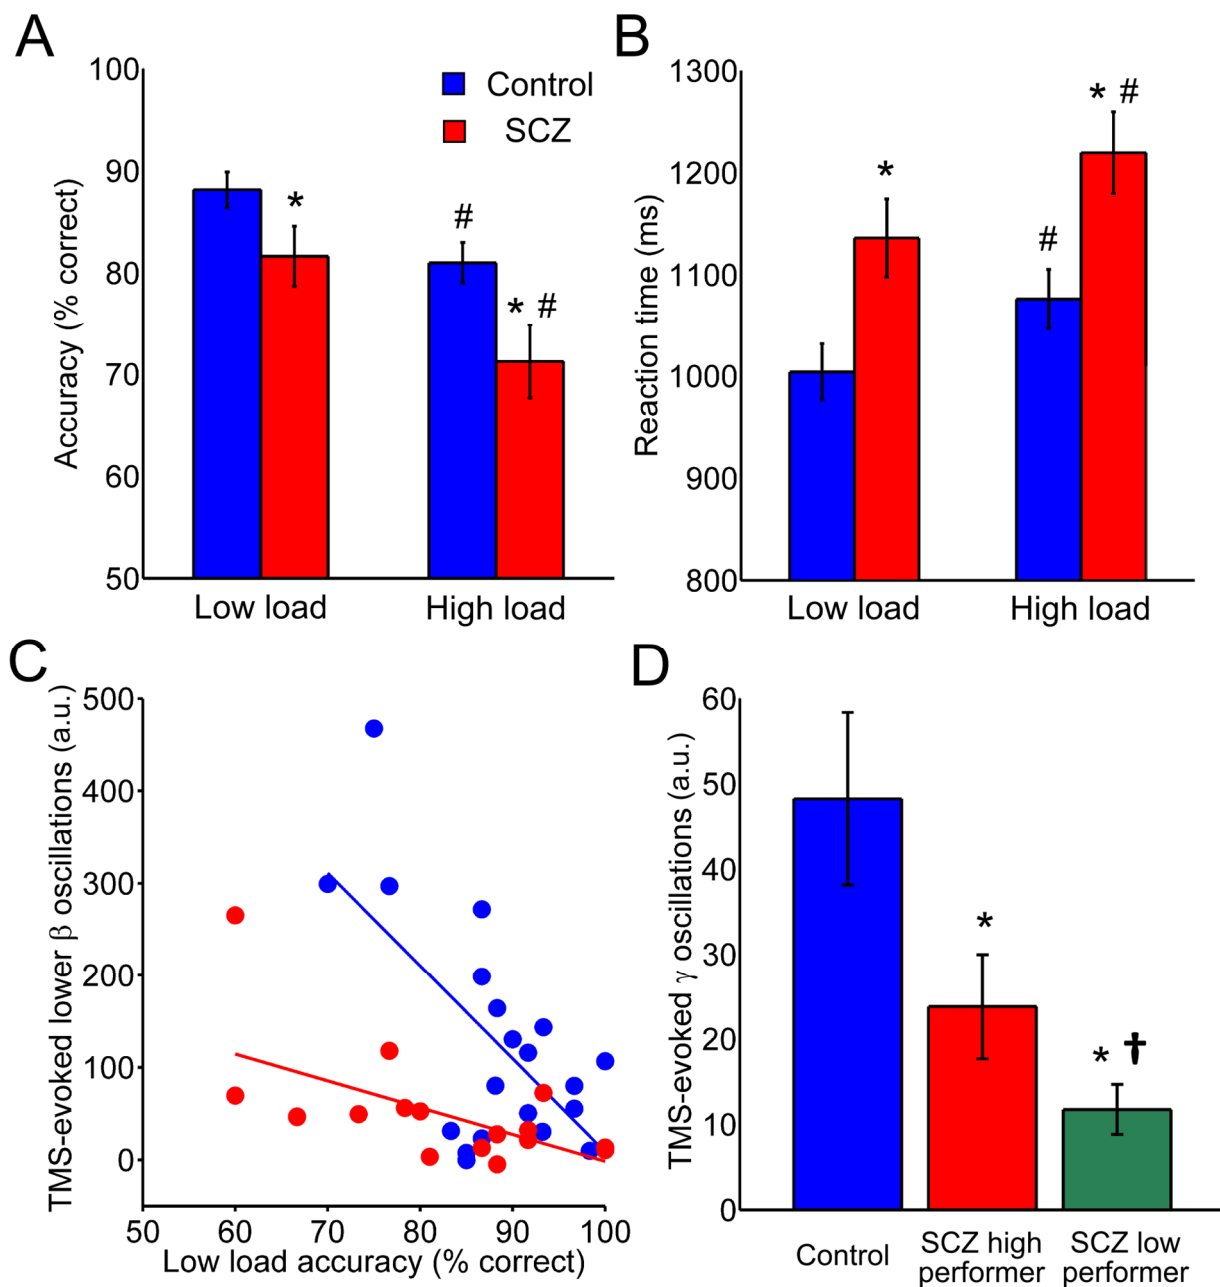 A
Accuracy (% correct)
100
90
80
70
60
50
Control
SCZ
*
#
* #
Low load
High load
B
Reaction time (ms)
1300
1200
1100
1000
900
800
*
#
* #
Low load
High load
C
TMS-evoked lower β oscillations (a.u.)
500
400
300
200
100
0
50
60
70
80
90
100
Low load accuracy (% correct)
D
TMS-evoked γ oscillations (a.u.)
60
50
40
30
20
10
0
*
* †
Control
SCZ high
performer
SCZ low
performer